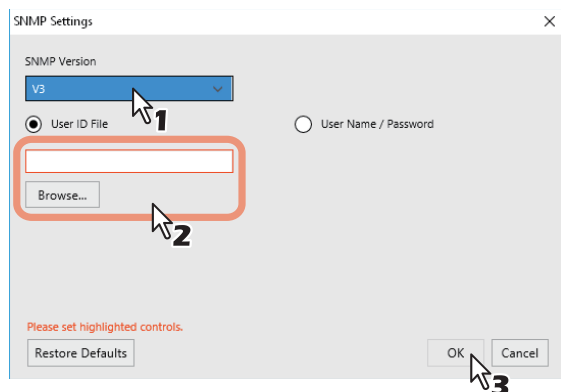 SNMP Settings
SNMP Version
V3
1
User ID File
User Name / Password
Browse...
2
Please set highlighted controls.
Restore Defaults
OK
Cancel
3